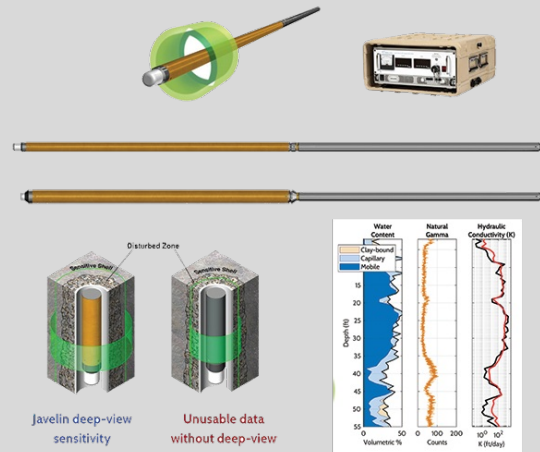 Disturbed Zone
Sensitive Shell
Sensitive Shell
Javelin deep-view
sensitivity
Unusable data
without deep-view
Water
Content
Natural
Gamma
Hydraulic
Conductivity (K)
Clay-bound
Capillary
Mobile
Depth (ft)
15
20
25
30
35
40
45
50
55
50 0
Volumetric %
0 100 200
Counts
10⁰ 10²
K (ft/day)